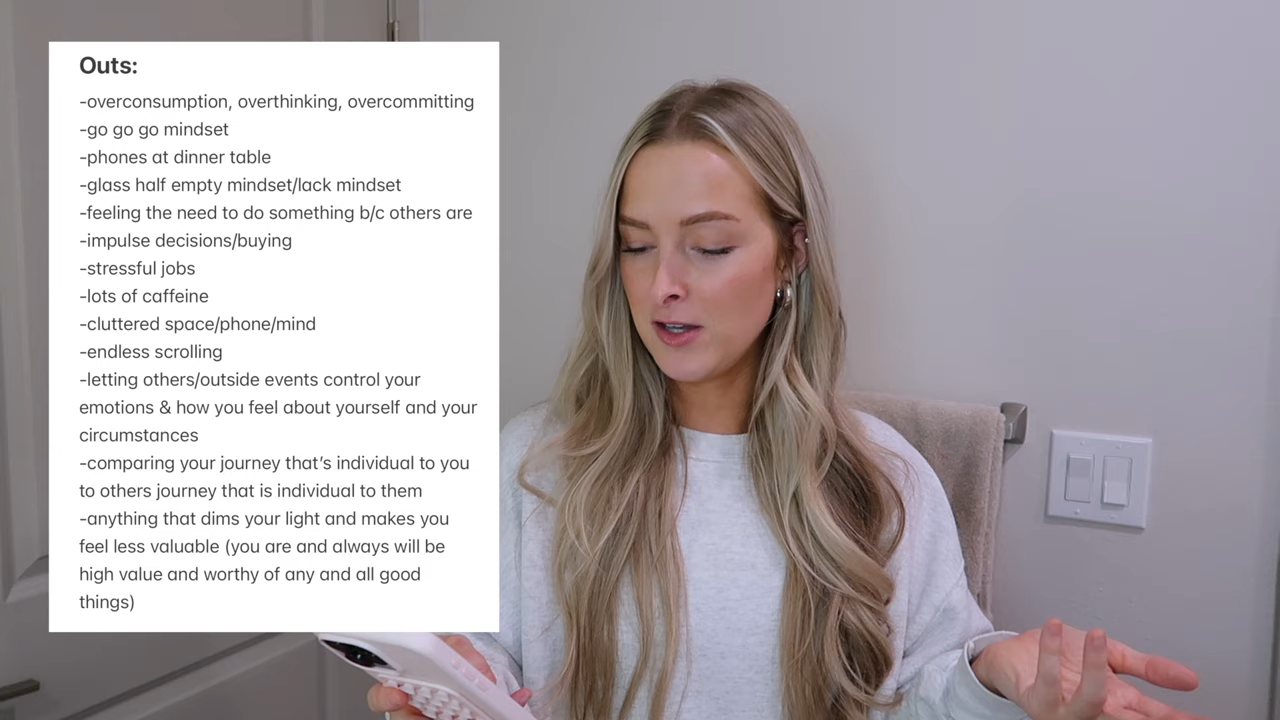 Outs:
-overconsumption, overthinking, overcommitting
-go go go mindset
-phones at dinner table
-glass half empty mindset/lack mindset
-feeling the need to do something b/c others are
-impulse decisions/buying
-stressful jobs
-lots of caffeine
-cluttered space/phone/mind
-endless scrolling
-letting others/outside events control your
emotions & how you feel about yourself and your
circumstances
-comparing your journey that's individual to you
to others journey that is individual to them
-anything that dims your light and makes you
feel less valuable (you are and always will be
high value and worthy of any and all good
things)